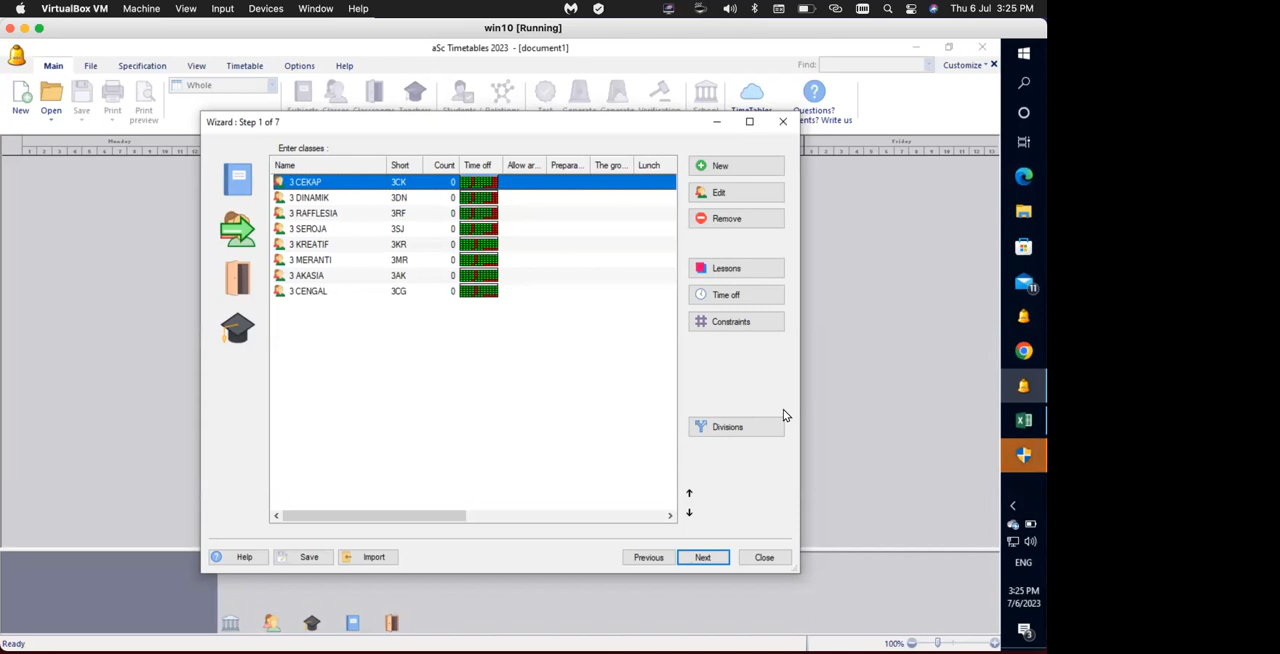 VirtualBox VM Machine View Input Devices Window Help Thu 6 Jul 3:25 PM
win10 [Running]
aSc Timetables 2023 - [document1]
Main File Specification View Timetable Options Help Find: Customize
New Open Save Print Print preview Whole
TimeTables Questions?
Write us
Monday Friday
Wizard : Step 1 of 7
Enter classes :
Name Short Count Time off Allow ar... Prepara... The gro... Lunch
3 CEKAP 3CK 0
3 DINAMIK 3DN 0
3 RAFFLESIA 3RF 0
3 SEROJA 3SJ 0
3 KREATIF 3KR 0
3 MERANTI 3MR 0
3 AKASIA 3AK 0
3 CENGAL 3CG 0
New
Edit
Remove
Lessons
Time off
Constraints
Divisions
Help Save Import Previous Next Close
11
ENG
3:25 PM
7/6/2023
3
Ready 100%